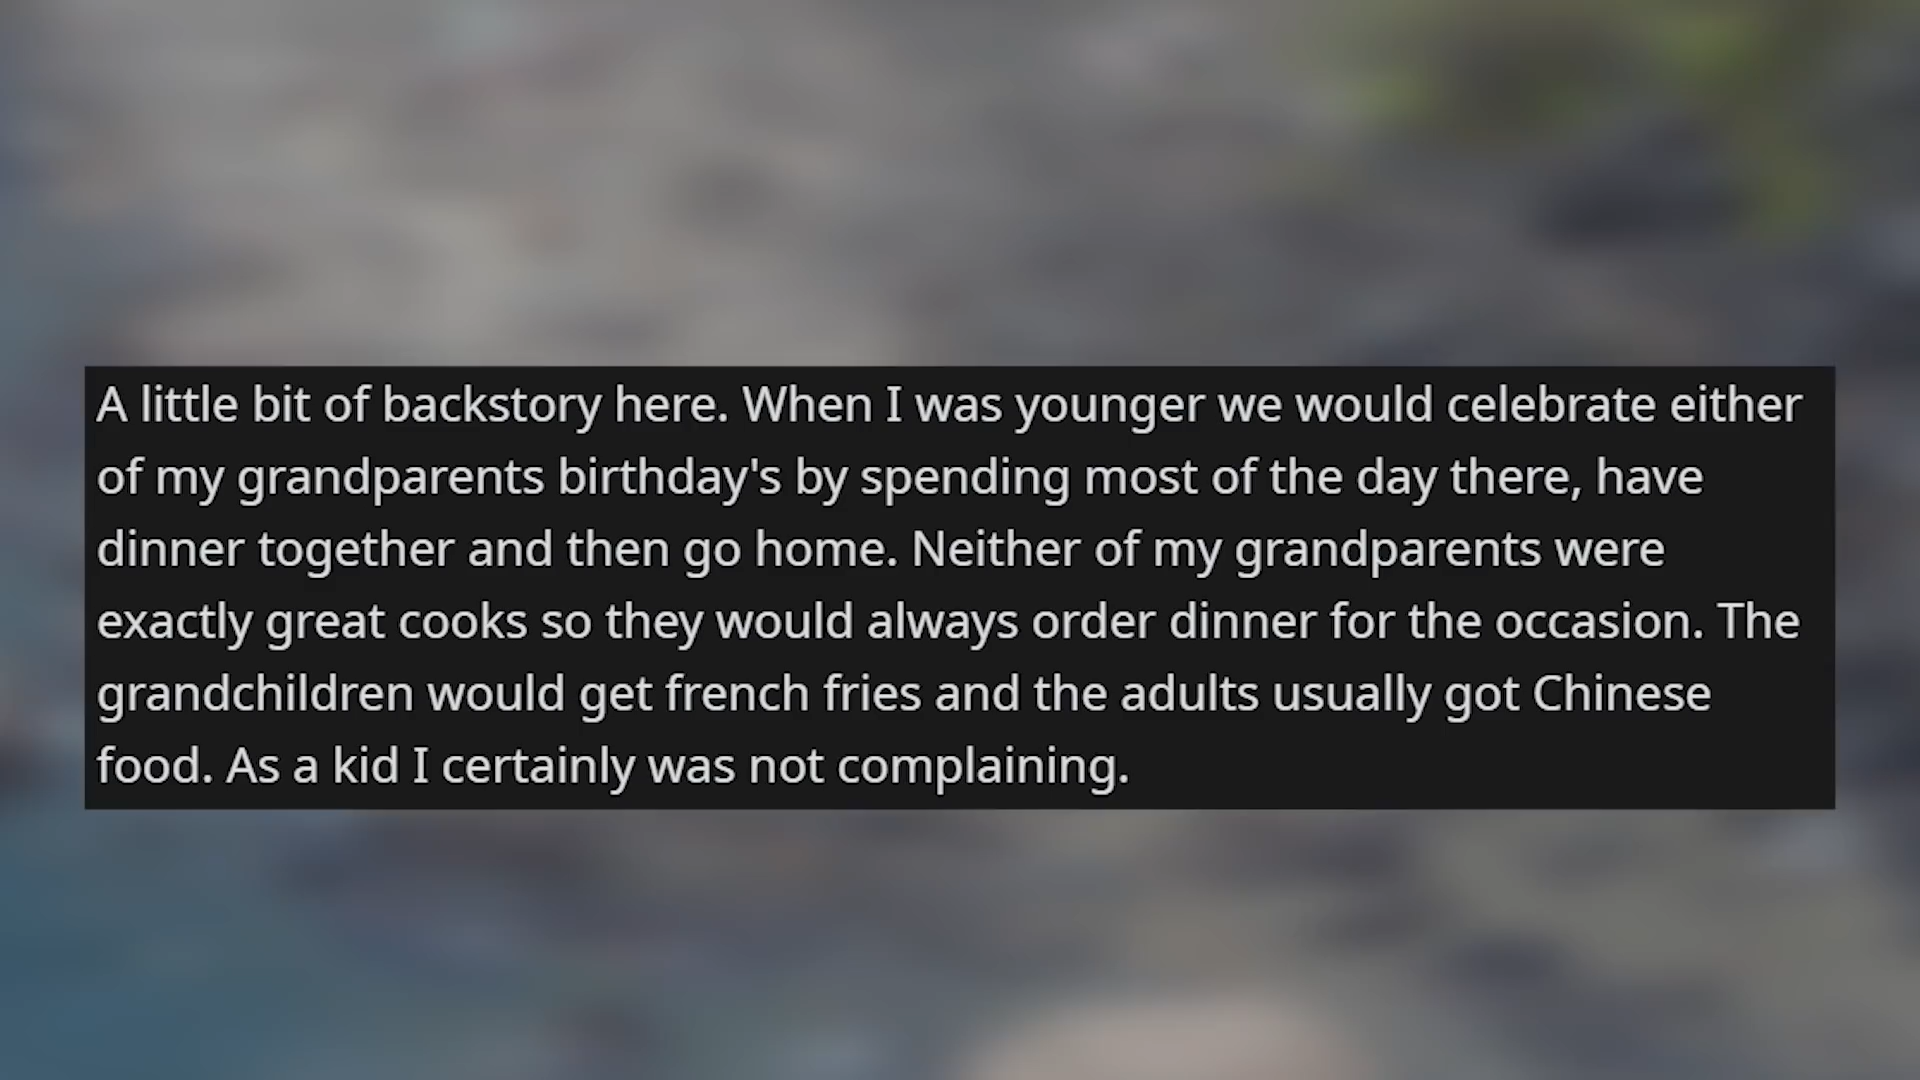 A little bit of backstory here. When I was younger we would celebrate either
of my grandparents birthday's by spending most of the day there, have
dinner together and then go home. Neither of my grandparents were
exactly great cooks so they would always order dinner for the occasion. The
grandchildren would get french fries and the adults usually got Chinese
food. As a kid I certainly was not complaining.